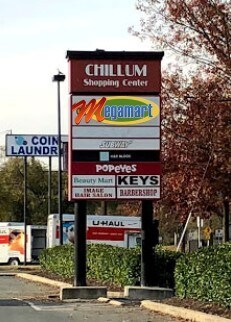 CHILLUM
Shopping Center
Megamart
SUBWAY
POPEYES
Beauty Mart
KEYS
IMAGE
HAIR SALON
BARBERSHOP
COIN
LAUNDR
U-HAUL